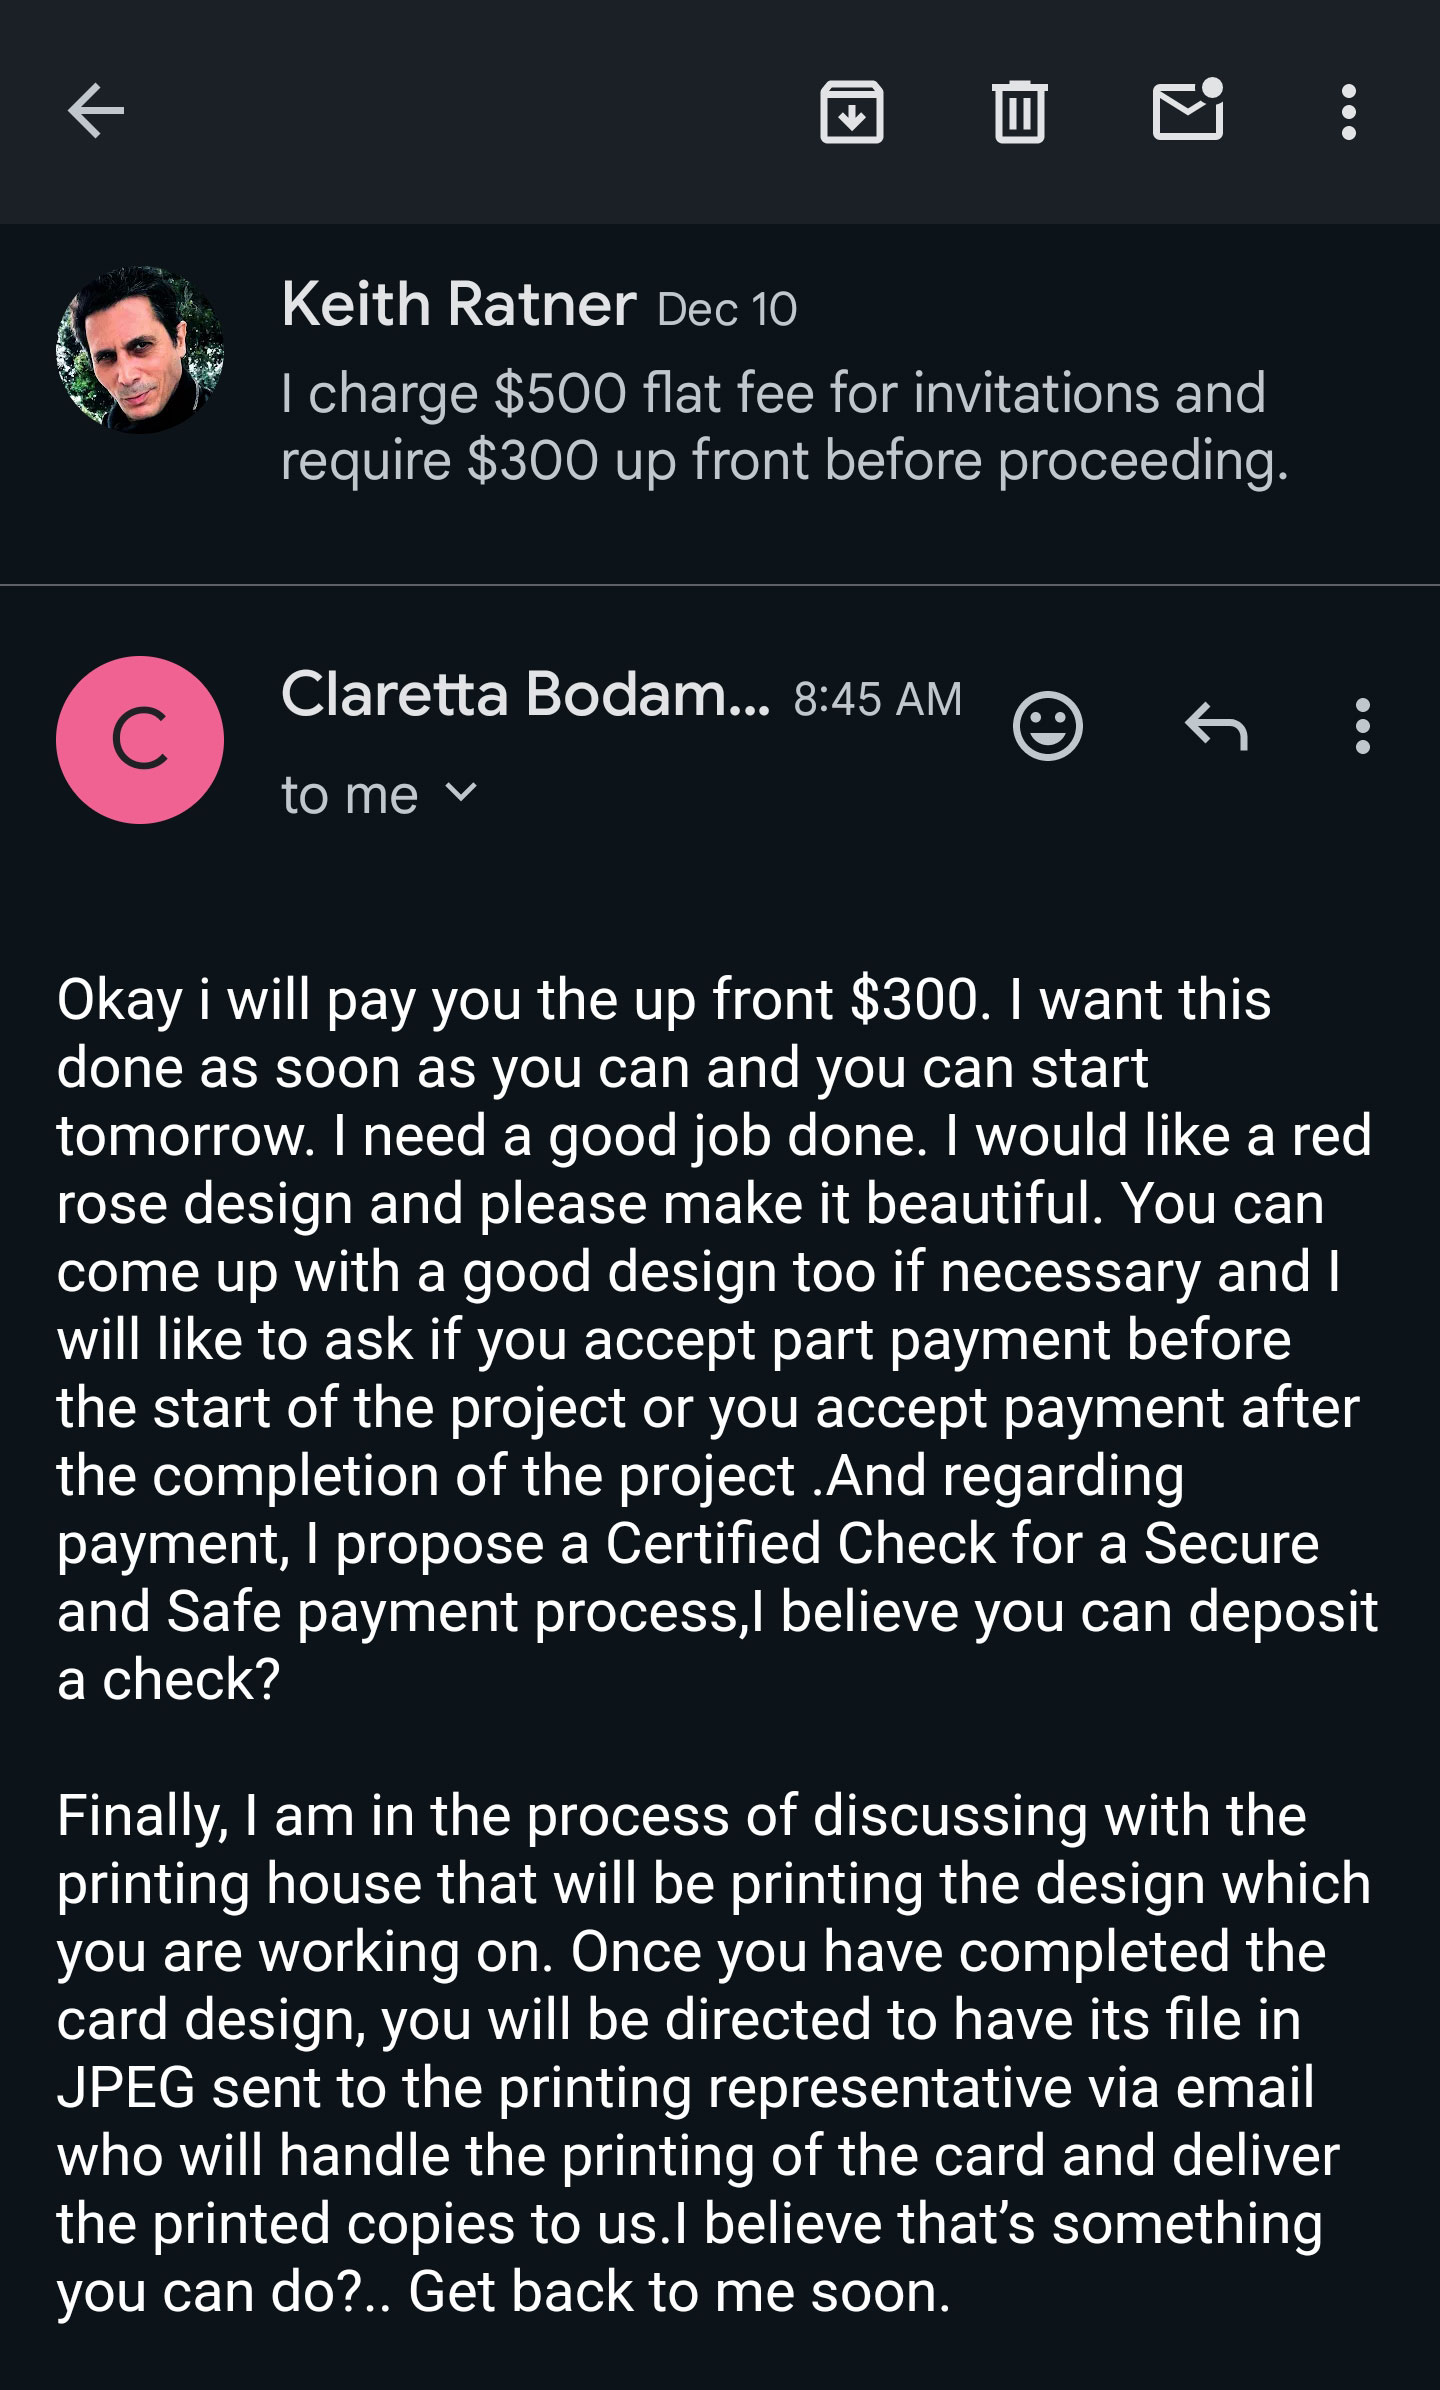 Keith Ratner Dec 10
I charge $500 flat fee for invitations and
require $300 up front before proceeding.
C
Claretta Bodam... 8:45 AM
to me
Okay i will pay you the up front $300. I want this
done as soon as you can and you can start
tomorrow. I need a good job done. I would like a red
rose design and please make it beautiful. You can
come up with a good design too if necessary and I
will like to ask if you accept part payment before
the start of the project or you accept payment after
the completion of the project .And regarding
payment, I propose a Certified Check for a Secure
and Safe payment process,I believe you can deposit
a check?
Finally, I am in the process of discussing with the
printing house that will be printing the design which
you are working on. Once you have completed the
card design, you will be directed to have its file in
JPEG sent to the printing representative via email
who will handle the printing of the card and deliver
the printed copies to us.I believe that’s something
you can do?.. Get back to me soon.